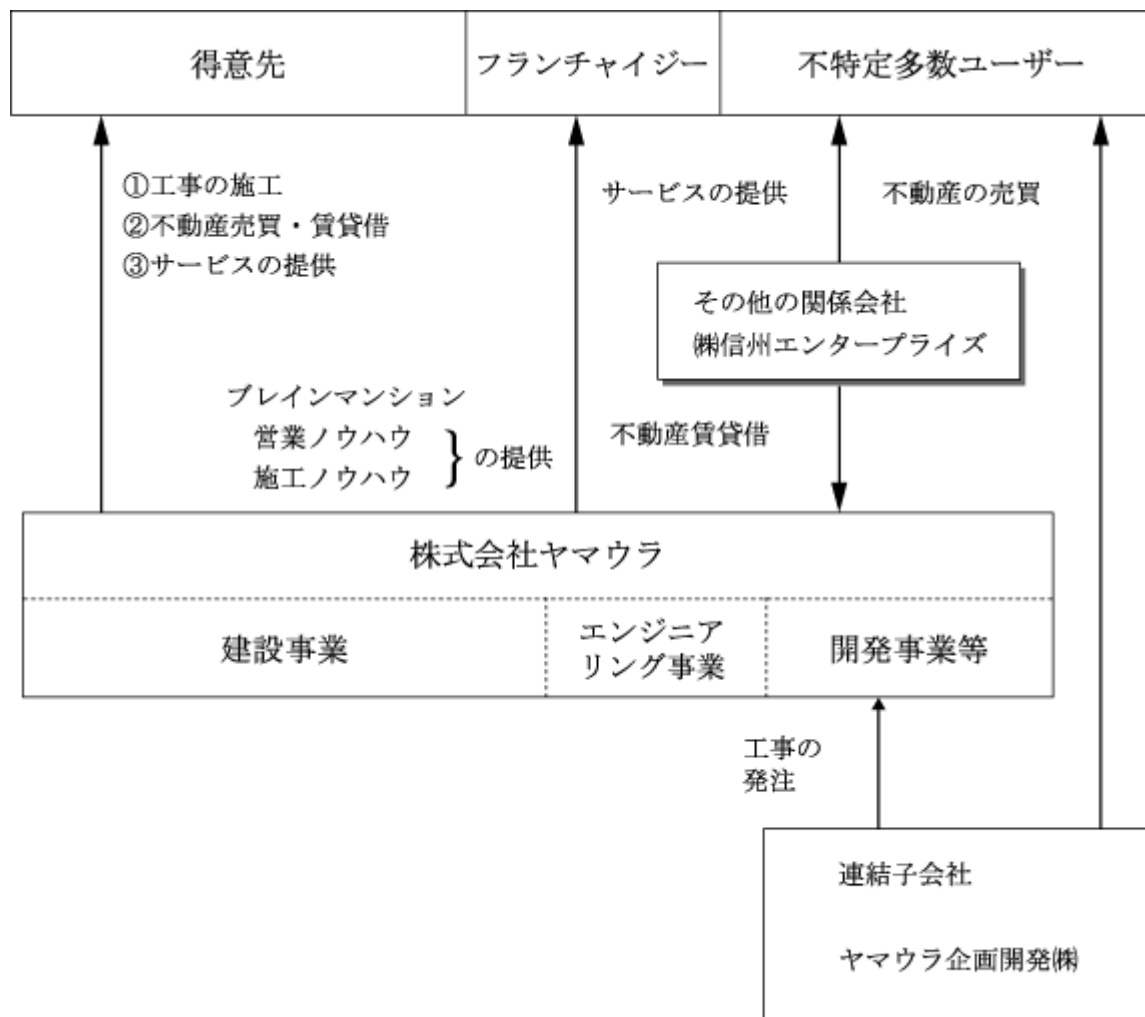 得意先
フランチャイジー
不特定多数ユーザー
①工事の施工
②不動産売買・賃貸借
③サービスの提供
サービスの提供
不動産の売買
その他の関係会社
㈱信州エンタープライズ
ブレインマンション
営業ノウハウ
施工ノウハウ
} の提供
不動産賃貸借
株式会社ヤマウラ
建設事業
エンジニア
リング事業
開発事業等
工事の
発注
連結子会社
ヤマウラ企画開発㈱